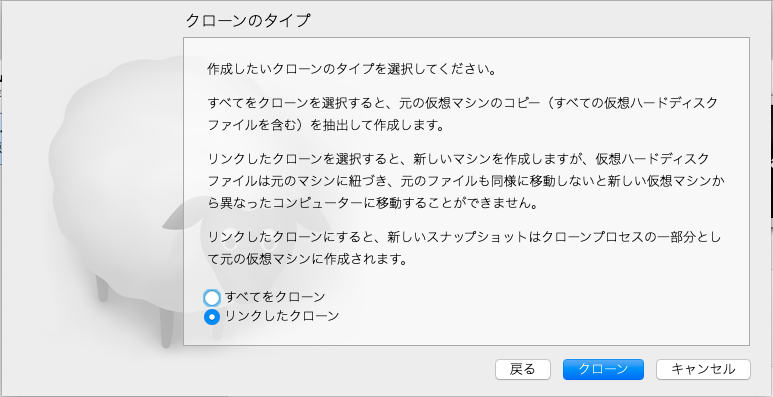 クローンのタイプ
作成したいクローンのタイプを選択してください。
すべてをクローンを選択すると、元の仮想マシンのコピー（すべての仮想ハードディスク
ファイルを含む）を抽出して作成します。
リンクしたクローンを選択すると、新しいマシンを作成しますが、仮想ハードディスク
ファイルは元のマシンに紐づき、元のファイルも同様に移動しないと新しい仮想マシンか
ら異なったコンピューターに移動することができません。
リンクしたクローンにすると、新しいスナップショットはクローンプロセスの一部分とし
て元の仮想マシンに作成されます。
すべてをクローン
リンクしたクローン
戻る
クローン
キャンセル